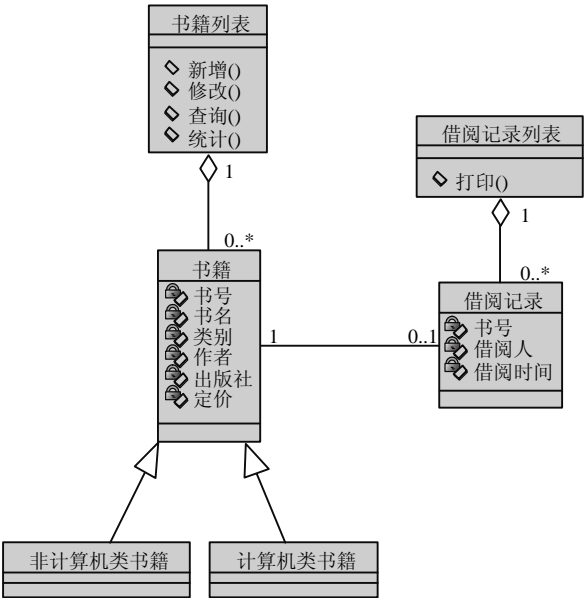 书籍列表
新增()
修改()
查询()
统计()
1
0..*
借阅记录列表
打印()
1
0..*
书籍
书号
书名
类别
作者
出版社
定价
1
0..1
借阅记录
书号
借阅人
借阅时间
非计算机类书籍
计算机类书籍